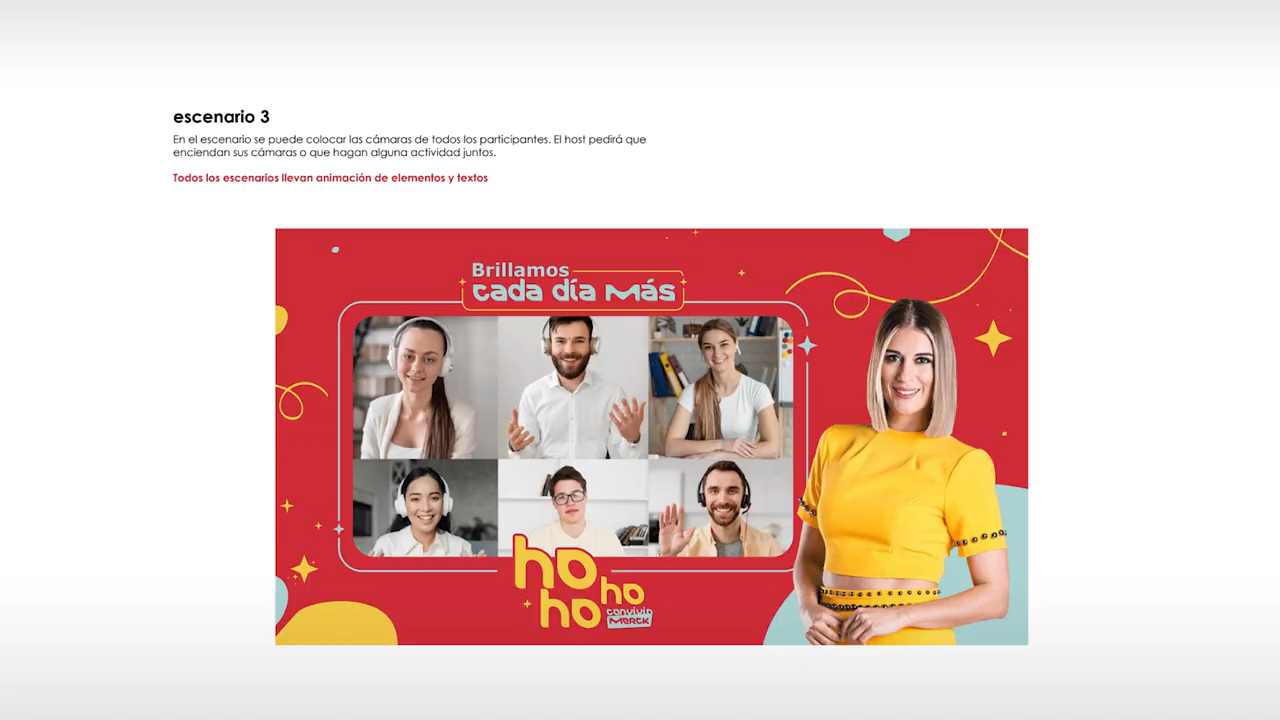 escenario 3
En el escenario se puede colocar las cámaras de todos los participantes. El host pedirá que
enciendan sus cámaras o que hagan alguna actividad juntos.
Todos los escenarios llevan animación de elementos y textos
Brillamos
cada día más
ho
ho
ho
convivio
Merck